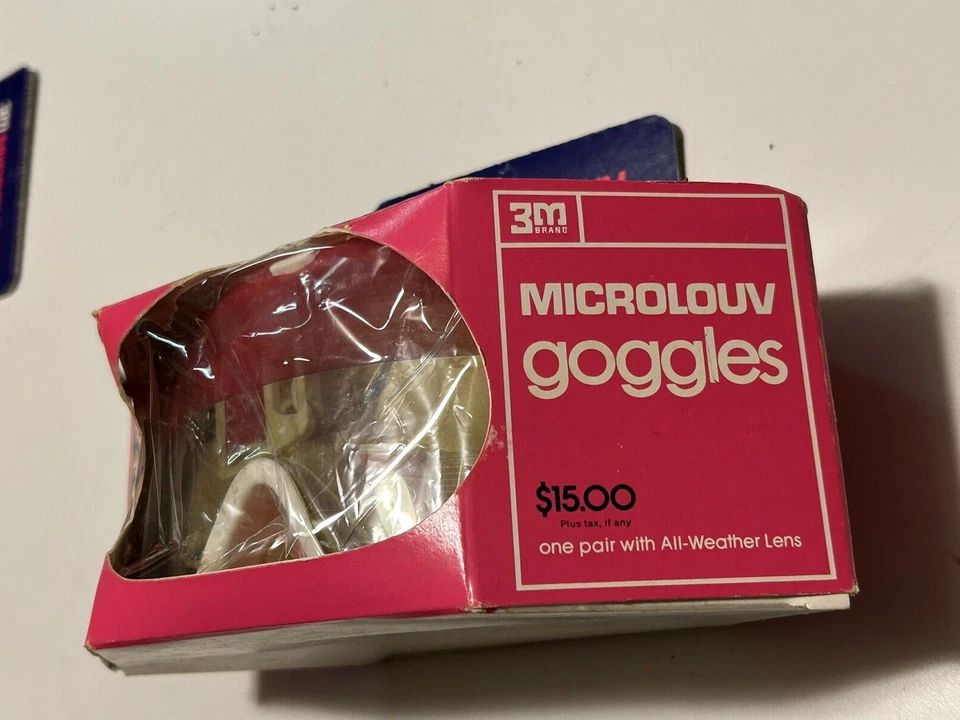 3M
BRAND
MICROLOUV
goggles
$15.00
Plus tax, if any
one pair with All-Weather Lens